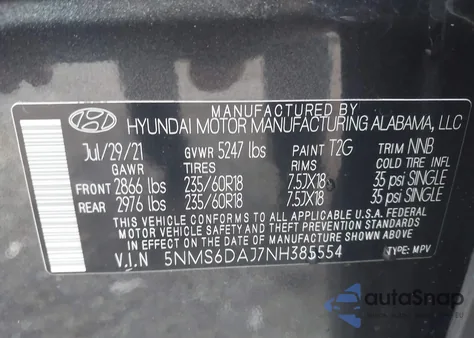 MANUFACTURED BY
HYUNDAI MOTOR MANUFACTURING ALABAMA, LLC
Jul/29/21 GVWR 5247 lbs PAINT T2G TRIM NNB
GAWR TIRES RIMS COLD TIRE INFL
FRONT 2866 lbs 235/60R18 7.5JX18 35 psi SINGLE
REAR 2976 lbs 235/60R18 7.5JX18 35 psi SINGLE
THIS VEHICLE CONFORMS TO ALL APPLICABLE U.S.A FEDERAL
MOTOR VEHICLE SAFETY AND THEFT PREVENTION STANDARDS
IN EFFECT ON THE DATE OF MANUFACTURE SHOWN ABOVE.
V.I.N 5NMS6DAJ7NH385554 TYPE: MPV
autoSnap
POWERED BY